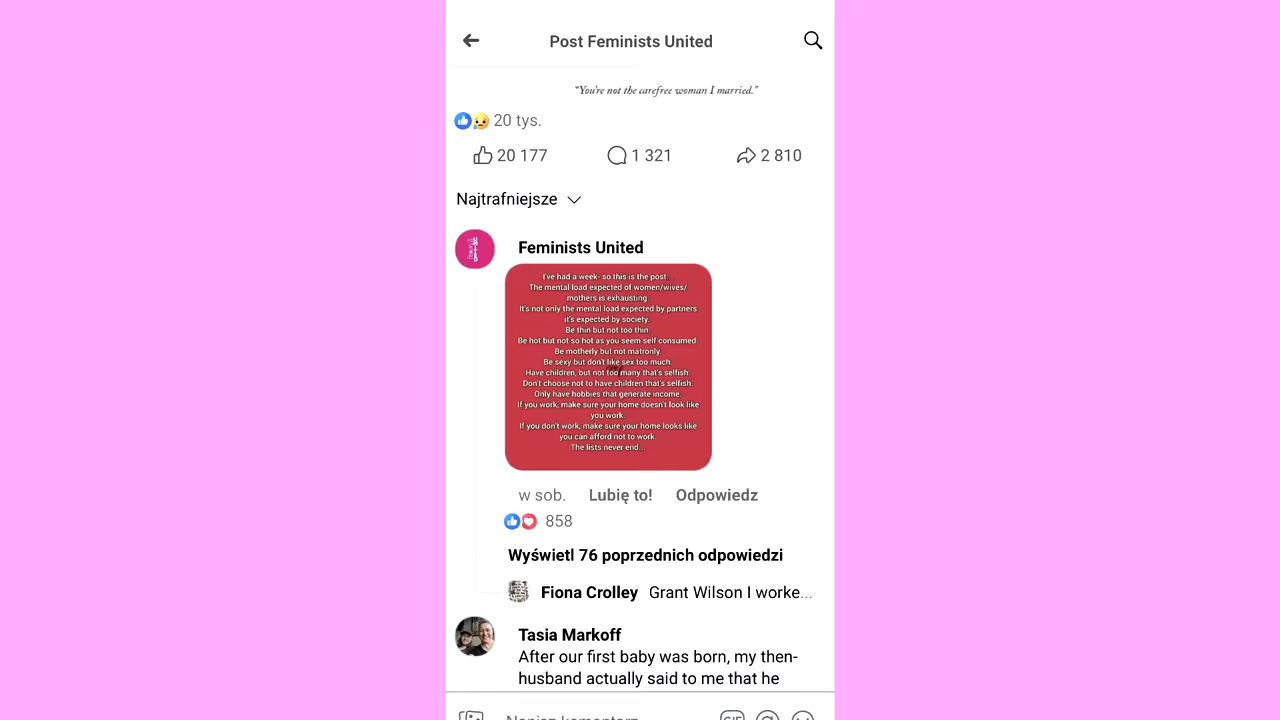 Post Feminists United
“You're not the carefree woman I married.”
20 tys.
20 177
1 321
2 810
Najtrafniejsze
Feminists United
I've had a week- so this is the post.
The mental load expected of women/wives/
mothers is exhausting
It's not only the mental load expected by partners
it's expected by society.
Be thin but not too thin
Be hot but not so hot as you seem self consumed.
Be motherly but not matronly.
Be sexy but don't like sex too much.
Have children, but not too many that's selfish.
Don't choose not to have children that's selfish.
Only have hobbies that generate income.
If you work, make sure your home doesn't look like
you work..
If you don't work, make sure your home looks like
you can afford not to work.
The lists never end...
w sob.
Lubię to!
Odpowiedz
858
Wyświetl 76 poprzednich odpowiedzi
Fiona Crolley Grant Wilson I worke...
Tasia Markoff
After our first baby was born, my then-
husband actually said to me that he
Napisz komentarz
GIF